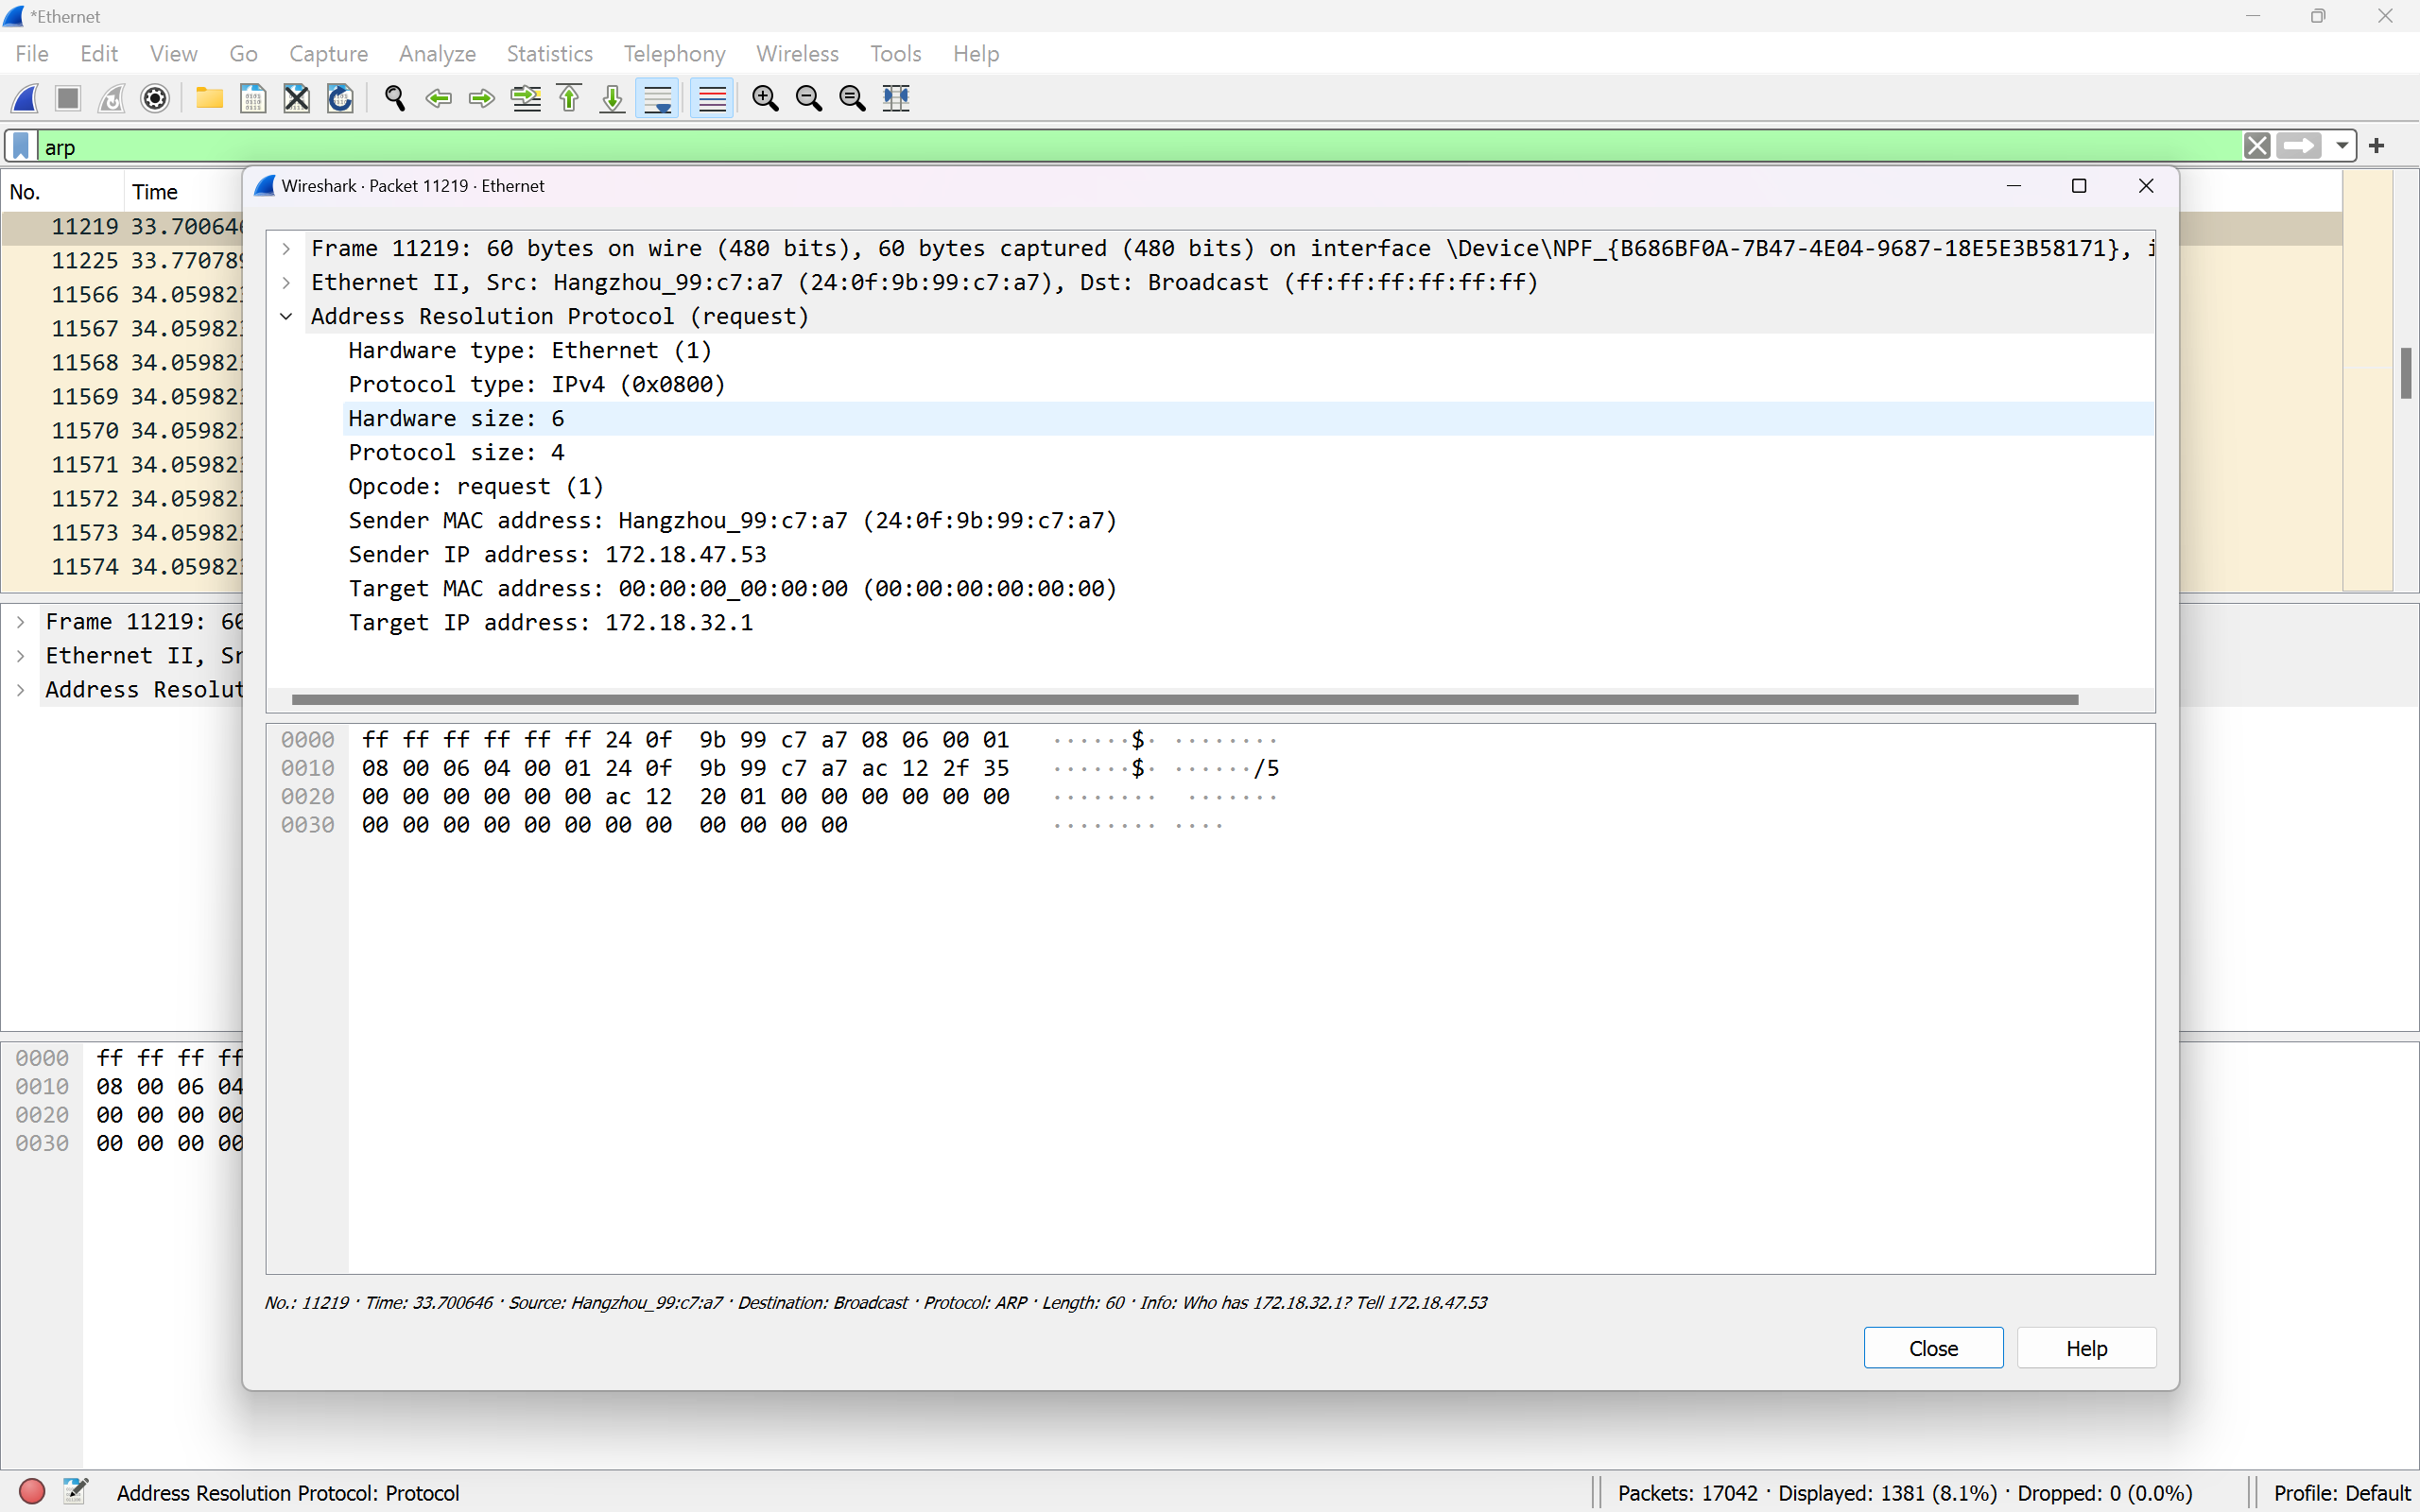 *Ethernet
File Edit View Go Capture Analyze Statistics Telephony Wireless Tools Help
arp
No. Time
11219 33.700646
11225 33.77078
11566 34.05982
11567 34.05982
11568 34.05982
11569 34.05982
11570 34.05982
11571 34.05982
11572 34.05982
11573 34.05982
11574 34.05982
Frame 11219: 60
Ethernet II, Sr
Address Resolut
0000 ff ff ff ff
0010 08 00 06 04
0020 00 00 00 00
0030 00 00 00 00
Wireshark · Packet 11219 · Ethernet
Frame 11219: 60 bytes on wire (480 bits), 60 bytes captured (480 bits) on interface \Device\NPF_{B686BF0A-7B47-4E04-9687-18E5E3B58171}, i
Ethernet II, Src: Hangzhou_99:c7:a7 (24:0f:9b:99:c7:a7), Dst: Broadcast (ff:ff:ff:ff:ff:ff)
Address Resolution Protocol (request)
Hardware type: Ethernet (1)
Protocol type: IPv4 (0x0800)
Hardware size: 6
Protocol size: 4
Opcode: request (1)
Sender MAC address: Hangzhou_99:c7:a7 (24:0f:9b:99:c7:a7)
Sender IP address: 172.18.47.53
Target MAC address: 00:00:00_00:00:00 (00:00:00:00:00:00)
Target IP address: 172.18.32.1
0000 ff ff ff ff ff ff 24 0f 9b 99 c7 a7 08 06 00 01 ······$· ········
0010 08 00 06 04 00 01 24 0f 9b 99 c7 a7 ac 12 2f 35 ······$· ······/5
0020 00 00 00 00 00 00 ac 12 20 01 00 00 00 00 00 00 ········ ·······
0030 00 00 00 00 00 00 00 00 00 00 00 00 ········ ····
No.: 11219 · Time: 33.700646 · Source: Hangzhou_99:c7:a7 · Destination: Broadcast · Protocol: ARP · Length: 60 · Info: Who has 172.18.32.1? Tell 172.18.47.53
Close Help
Address Resolution Protocol: Protocol
Packets: 17042 · Displayed: 1381 (8.1%) · Dropped: 0 (0.0%)
Profile: Default